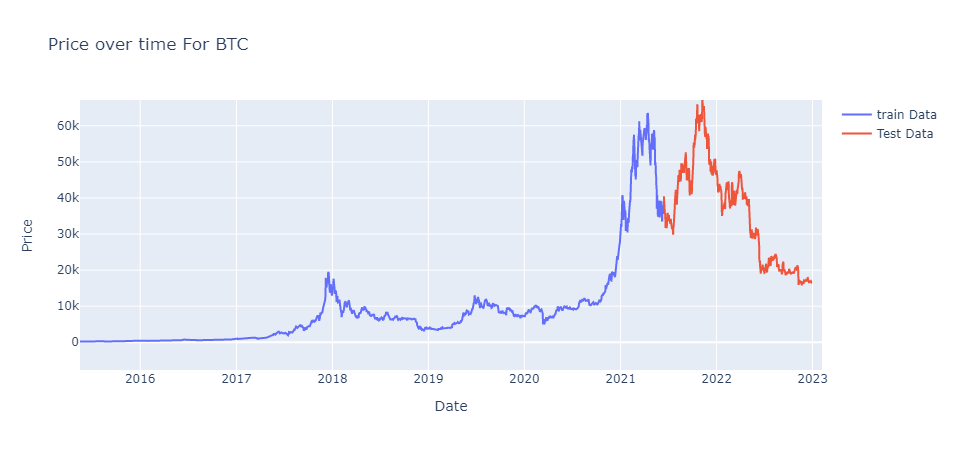 Price over time For BTC
train Data
Test Data
60k
50k
40k
30k
20k
10k
0
Price
2016
2017
2018
2019
2020
2021
2022
2023
Date